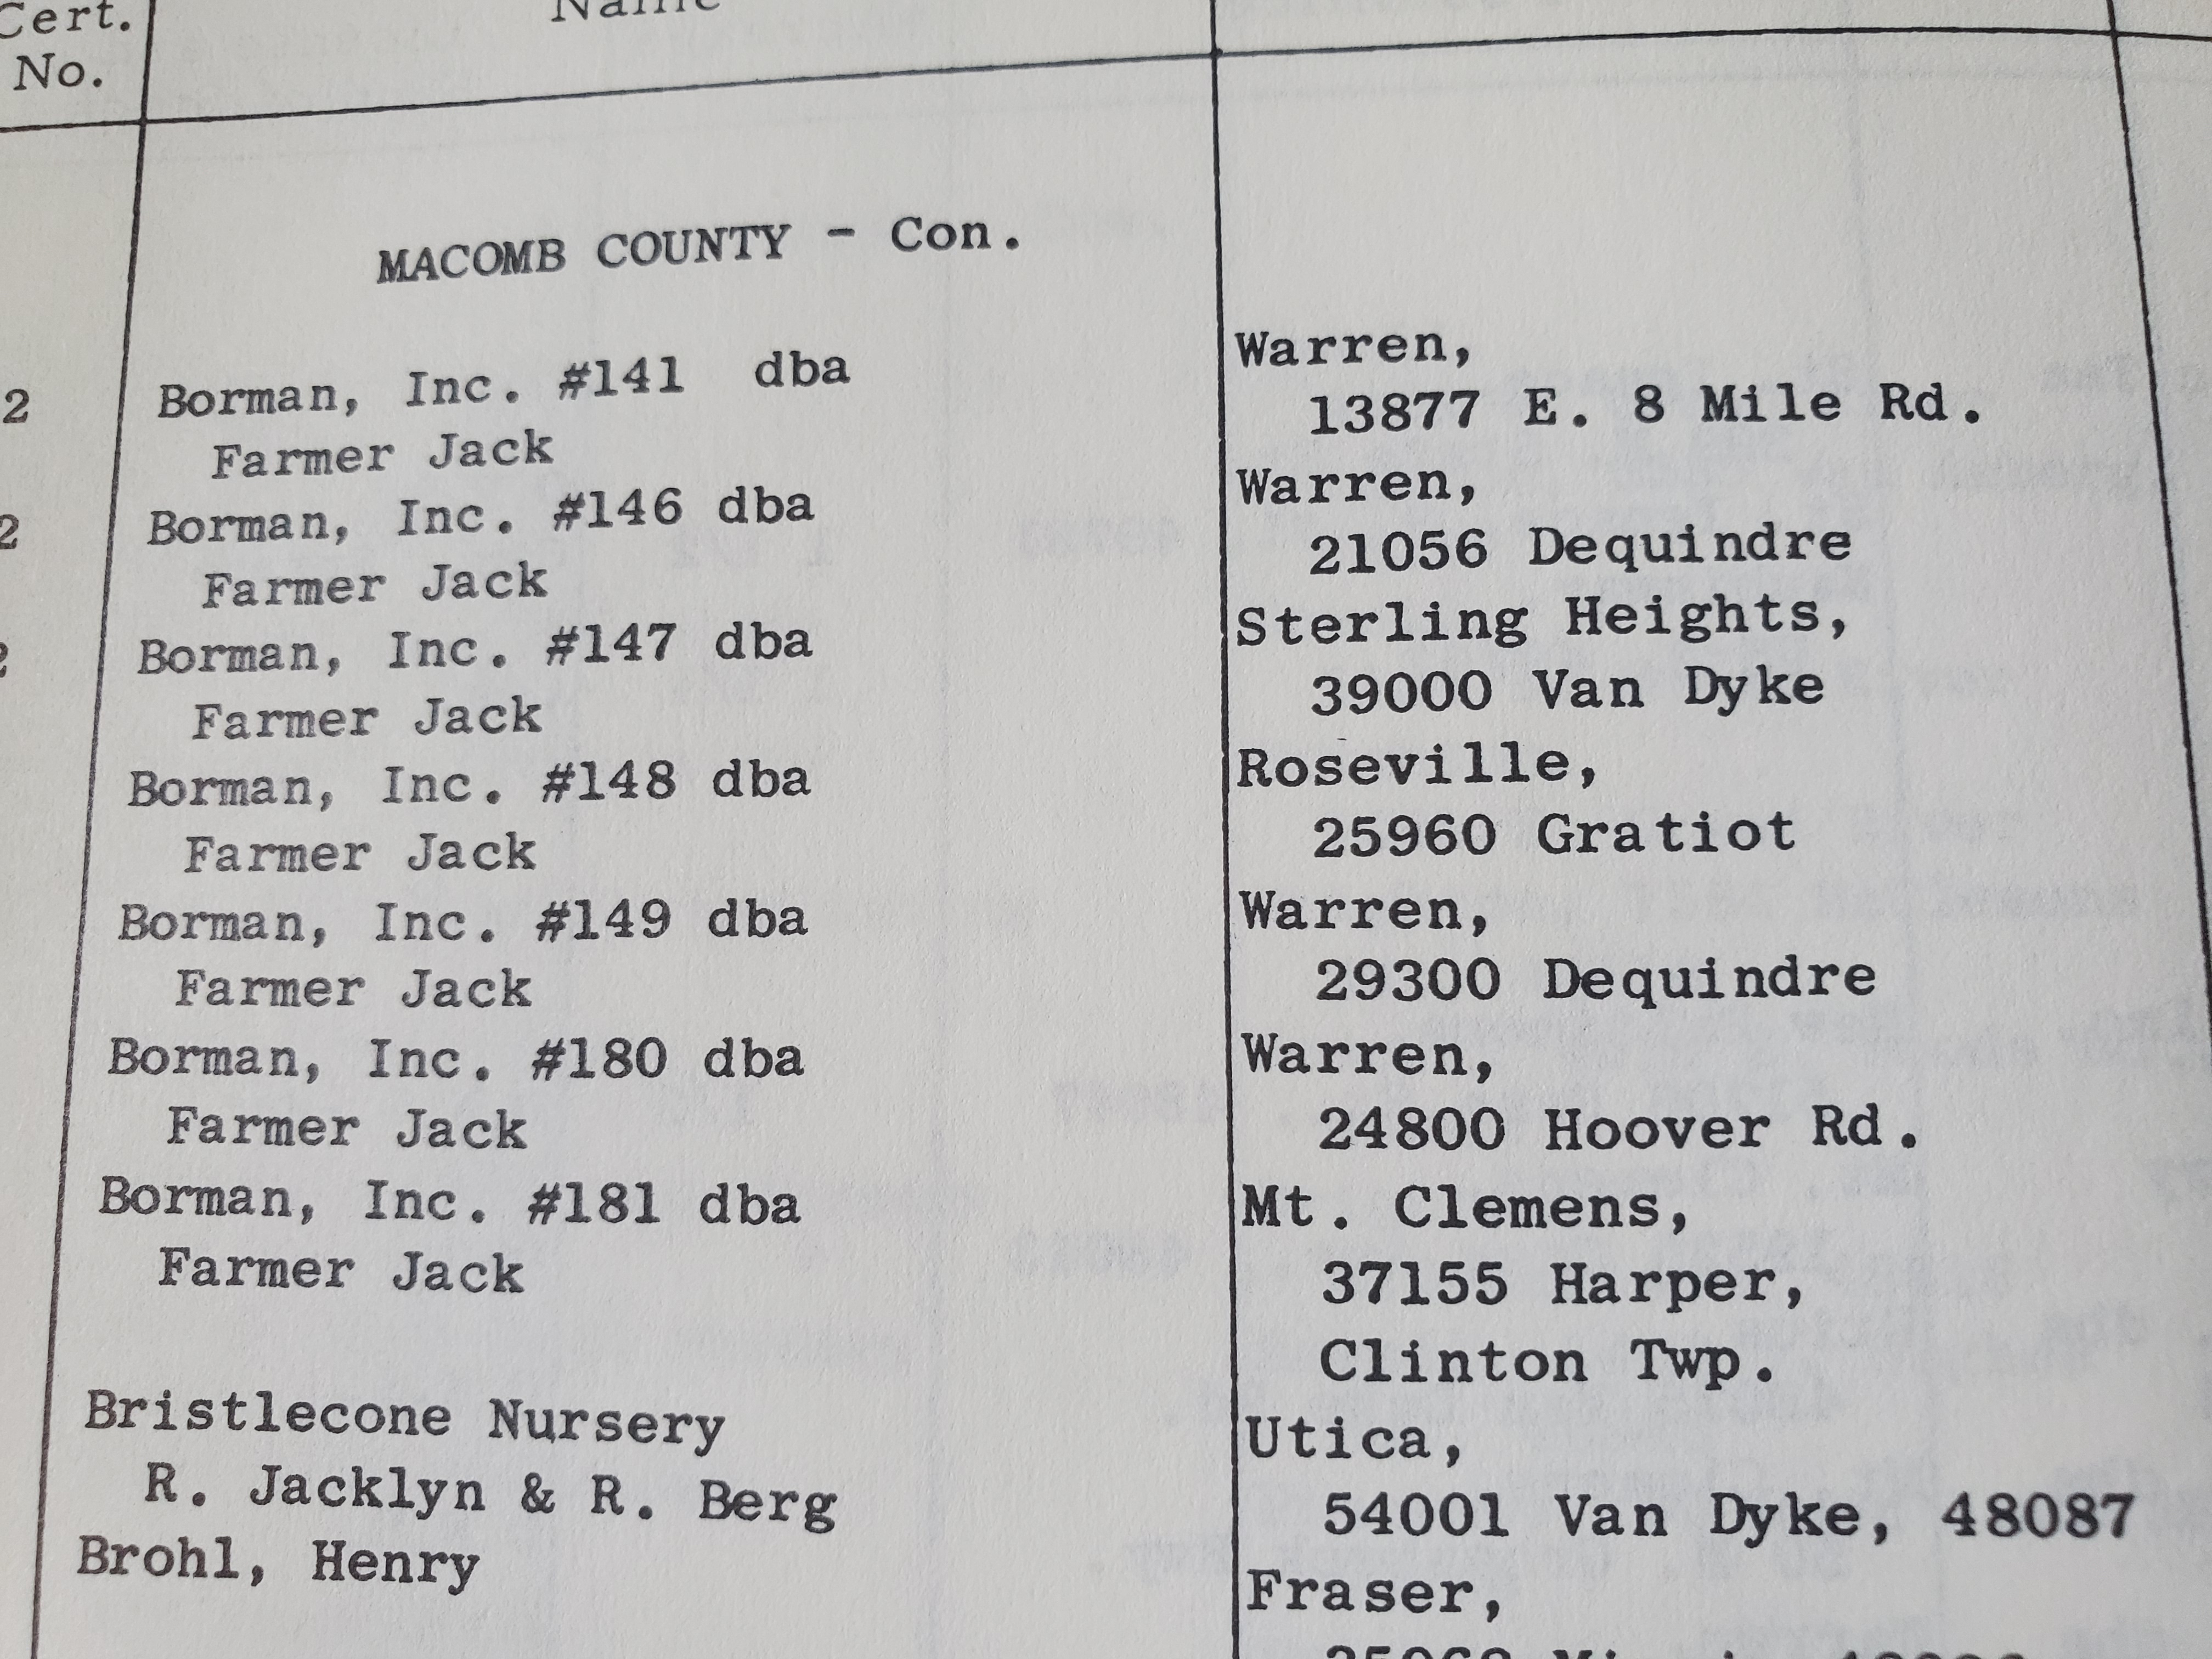 Cert.
No.
Name
MACOMB COUNTY - Con.
2
Borman, Inc. #141 dba
Farmer Jack
Warren,
13877 E. 8 Mile Rd.
2
Borman, Inc. #146 dba
Farmer Jack
Warren,
21056 Dequindre
2
Borman, Inc. #147 dba
Farmer Jack
Sterling Heights,
39000 Van Dyke
Borman, Inc. #148 dba
Farmer Jack
Roseville,
25960 Gratiot
Borman, Inc. #149 dba
Farmer Jack
Warren,
29300 Dequindre
Borman, Inc. #180 dba
Farmer Jack
Warren,
24800 Hoover Rd.
Borman, Inc. #181 dba
Farmer Jack
Mt. Clemens,
37155 Harper,
Clinton Twp.
Bristlecone Nursery
R. Jacklyn & R. Berg
Utica,
54001 Van Dyke, 48087
Brohl, Henry
Fraser,